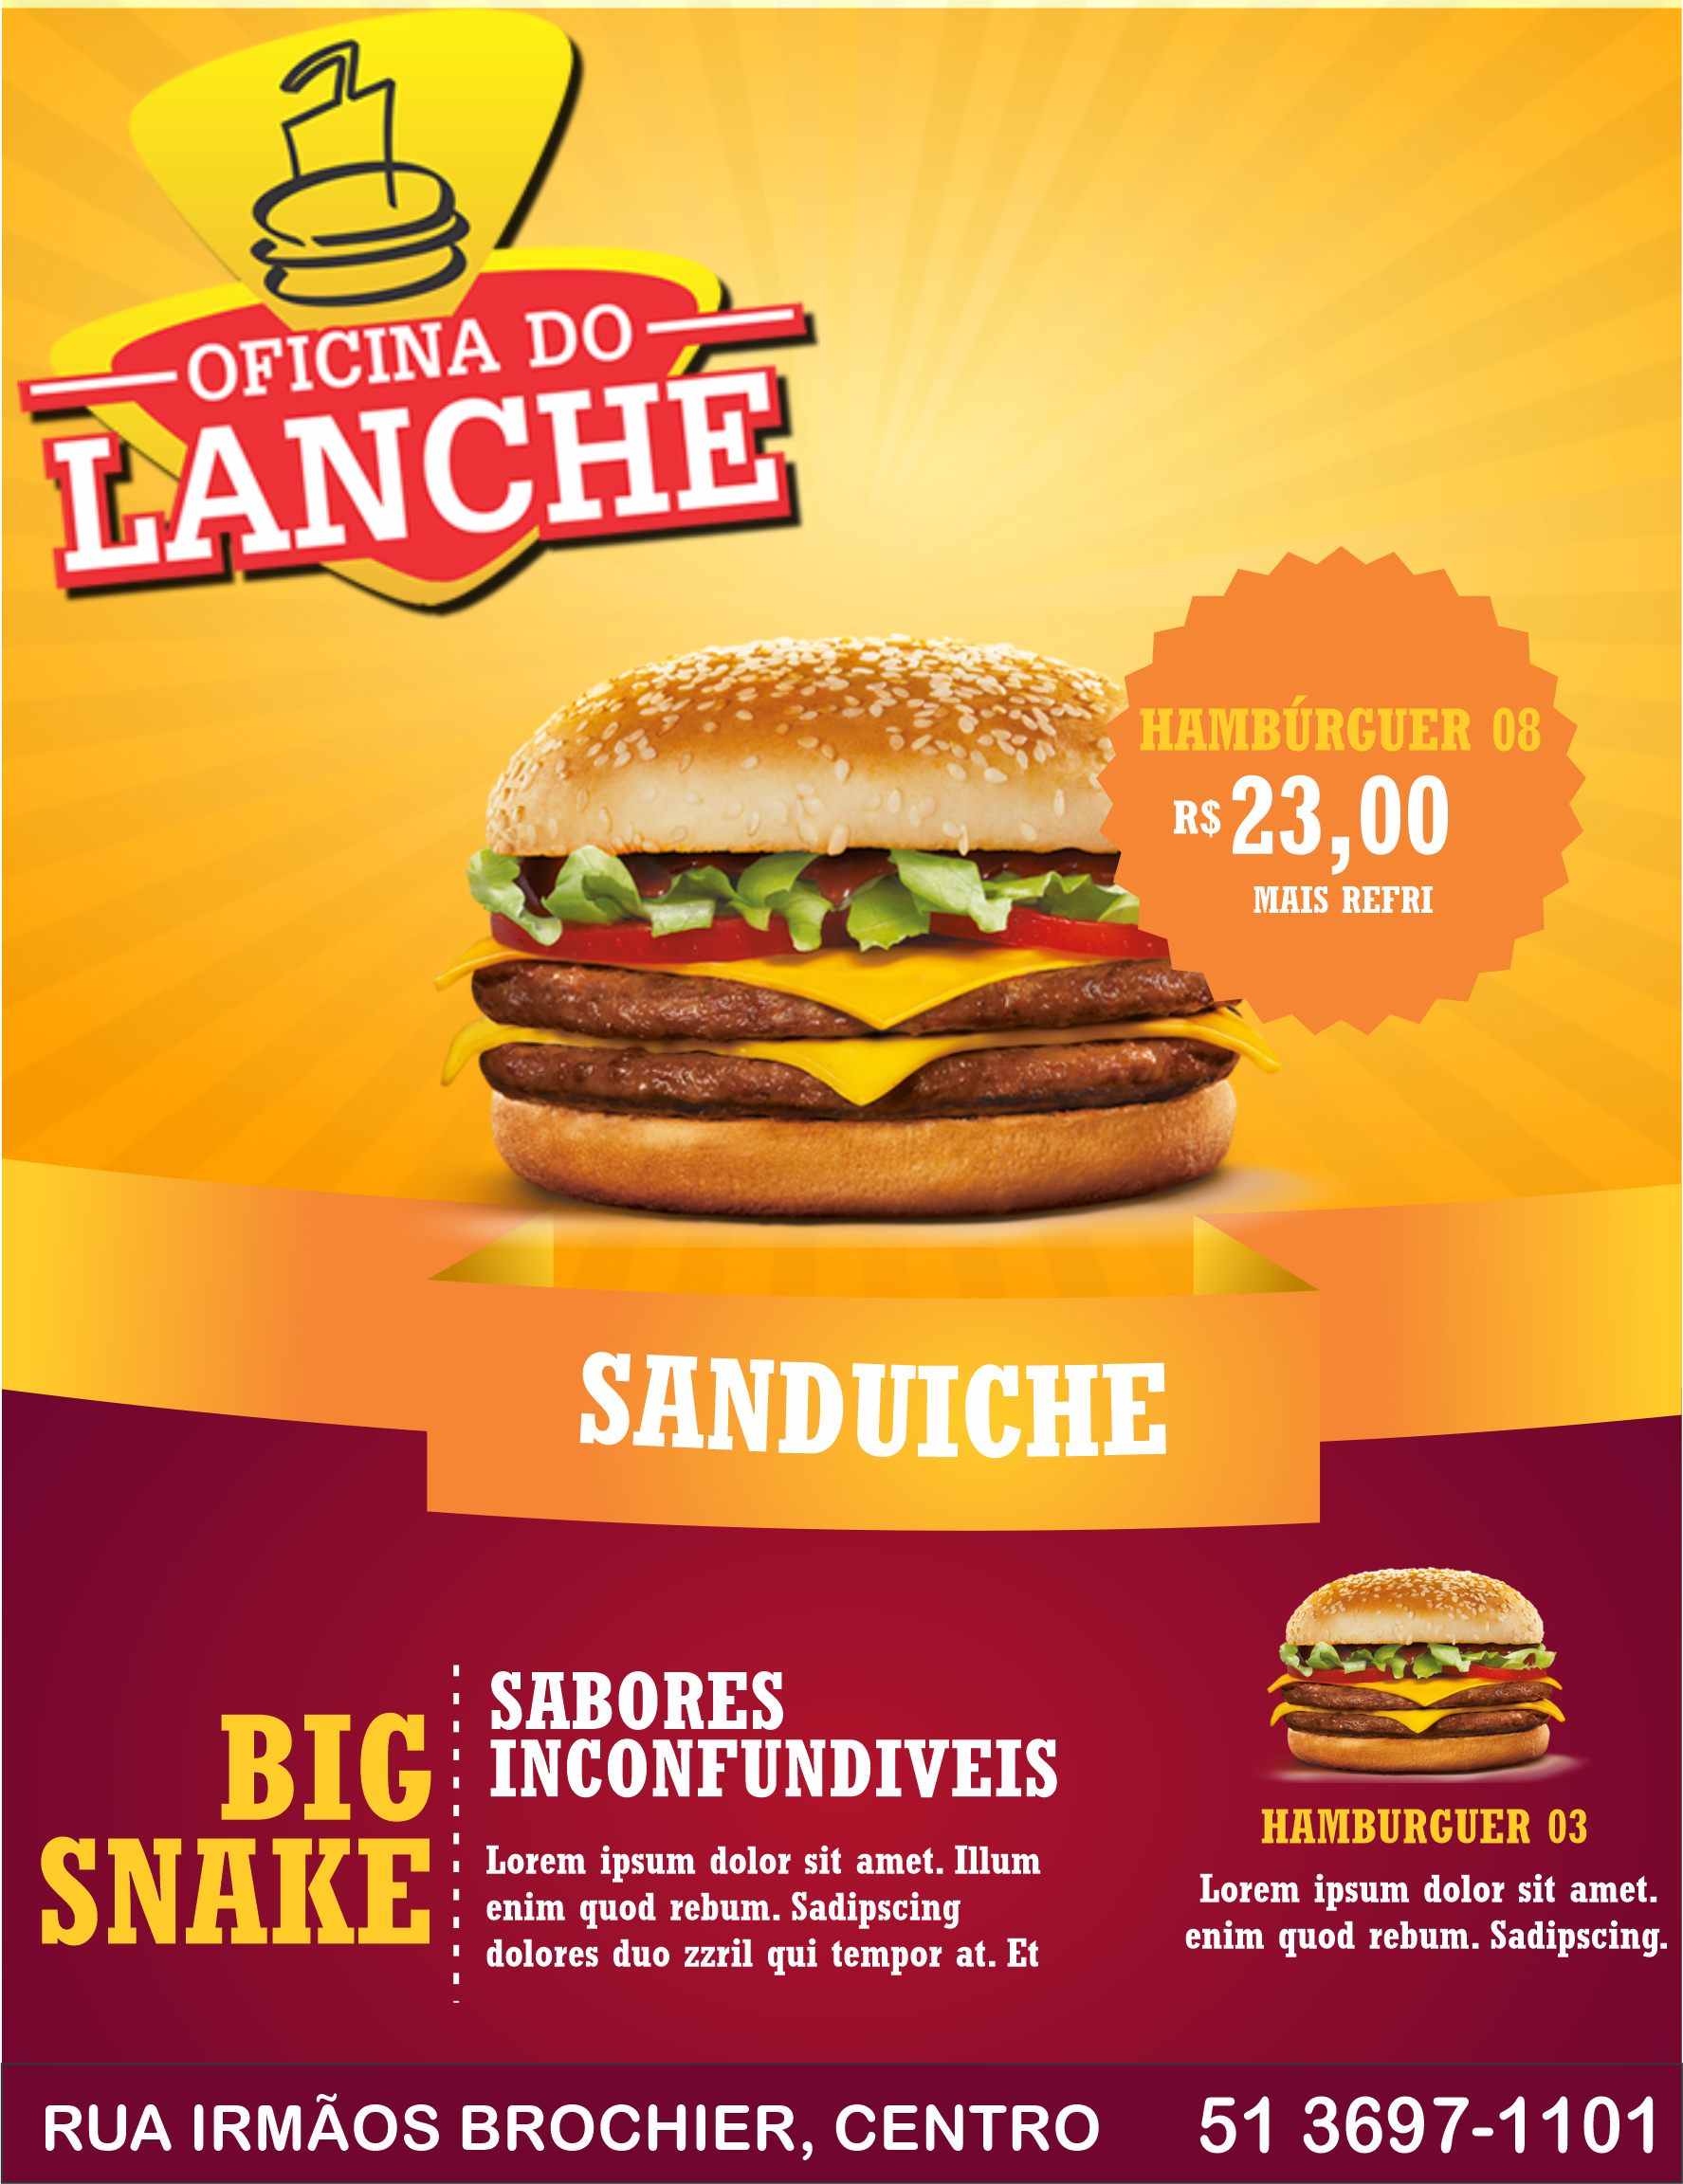 OFICINA DO
LANCHE
HAMBÚRGUER 08
R$ 23,00
MAIS REFRI
SANDUICHE
BIG
SNAKE
SABORES
INCONFUNDIVEIS
Lorem ipsum dolor sit amet. Illum
enim quod rebum. Sadipscing
dolores duo zzril qui tempor at. Et
HAMBURGUER 03
Lorem ipsum dolor sit amet.
enim quod rebum. Sadipscing.
RUA IRMÃOS BROCHIER, CENTRO 51 3697-1101